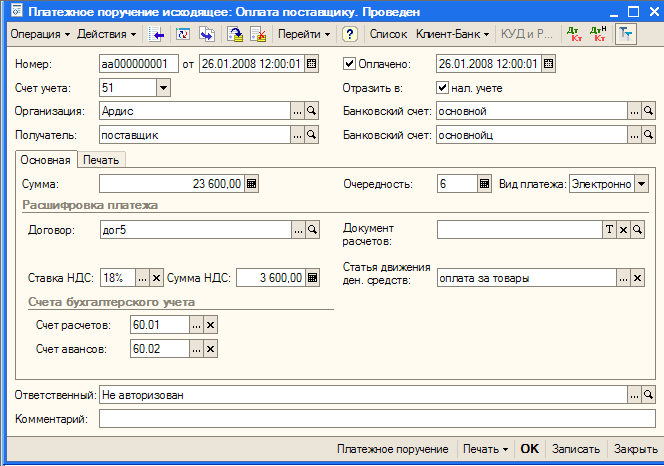 Платежное поручение исходящее: Оплата поставщику. Проведен
Операция Действия Перейти Список Клиент-Банк КУД и Р... Дт Кт Дт Н Кт Тт
Номер: аа000000001 от 26.01.2008 12:00:01 Оплачено: 26.01.2008 12:00:01
Счет учета: 51 Отразить в: нал. учете
Организация: Ардис ... Банковский счет: основной ...
Получатель: поставщик ... Банковский счет: основнойц ...
Основная Печать
Сумма: 23 600,00 Очередность: 6 Вид платежа: Электронно
Расшифровка платежа
Договор: дог5 ... Документ расчетов: T
Ставка НДС: 18% ... Сумма НДС: 3 600,00 Статья движения ден. средств: оплата за товары ...
Счета бухгалтерского учета
Счет расчетов: 60.01 ...
Счет авансов: 60.02 ...
Ответственный: Не авторизован ...
Комментарий:
Платежное поручение Печать OK Записать Закрыть